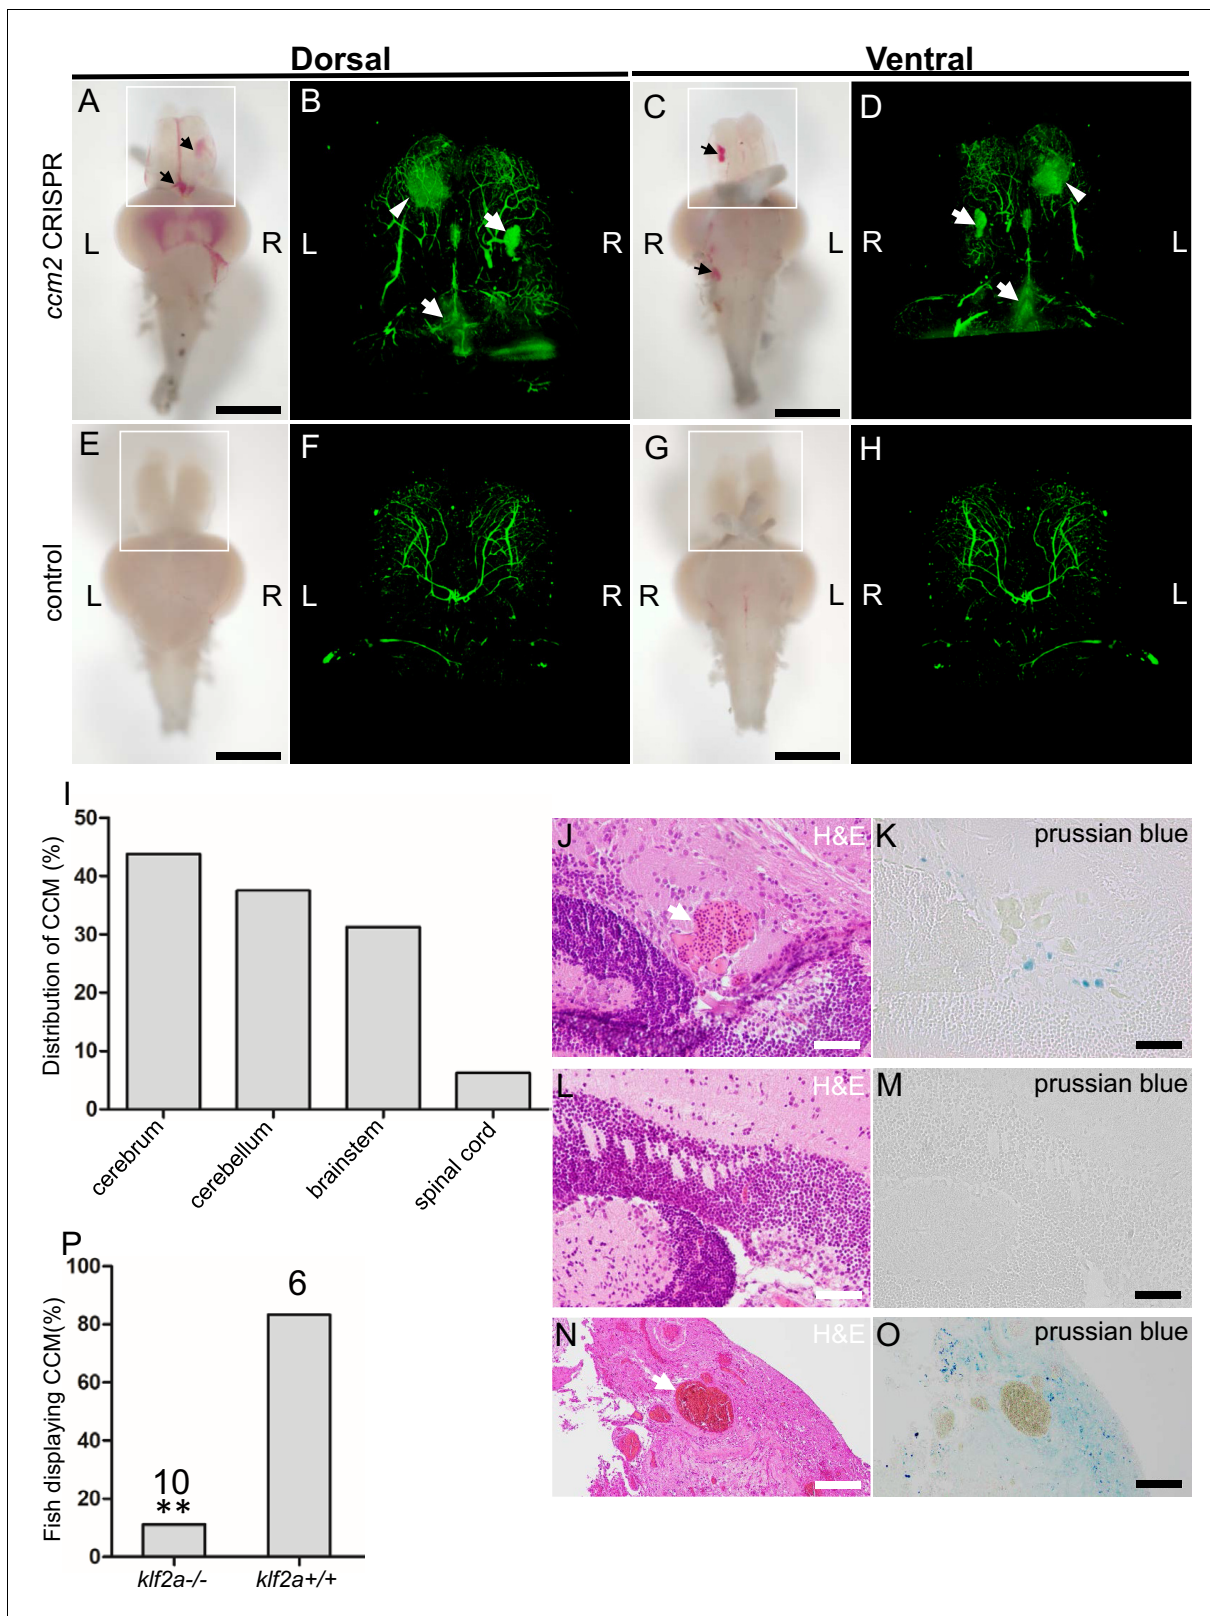 Dorsal
Ventral
A
B
C
D
ccm2 CRISPR
L
R
L
R
R
L
R
L
E
F
G
H
control
L
R
L
R
R
L
R
L
I
Distribution of CCM (%)
50
40
30
20
10
0
cerebrum
cerebellum
brainstem
spinal cord
J
H&E
K
prussian blue
L
H&E
M
prussian blue
N
H&E
O
prussian blue
P
Fish displaying CCM(%)
100
80
60
40
20
0
10
**
6
klf2a-/-
klf2a+/+